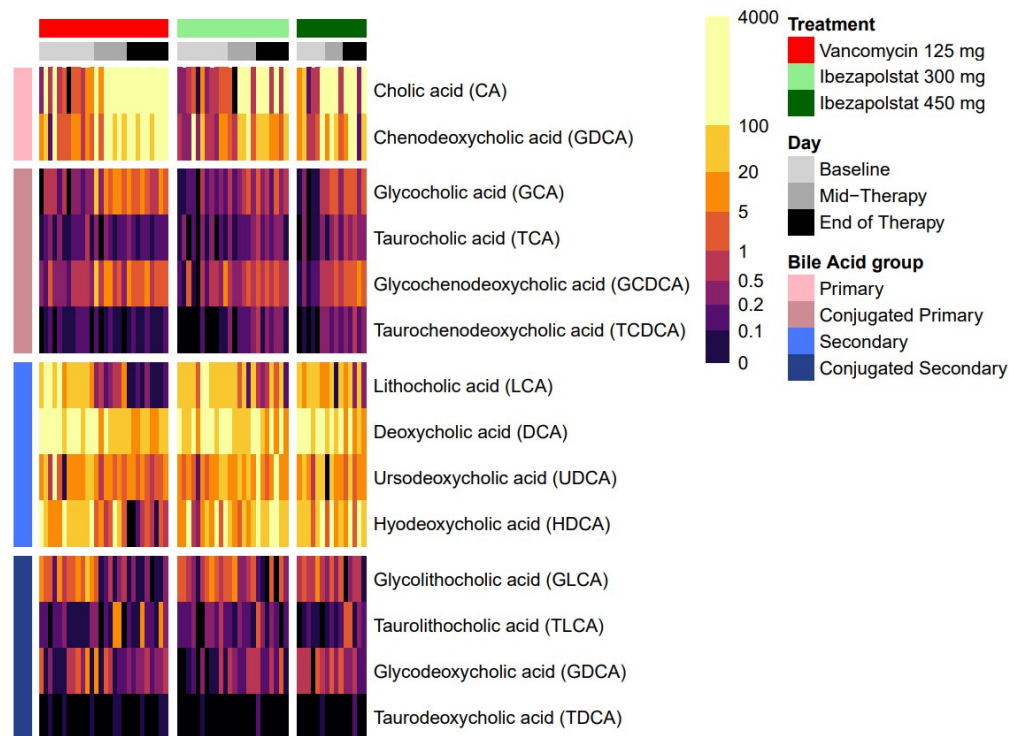 Cholic acid (CA)
Chenodeoxycholic acid (GDCA)
Glycocholic acid (GCA)
Taurocholic acid (TCA)
Glycochenodeoxycholic acid (GCDCA)
Taurochenodeoxycholic acid (TCDCA)
Lithocholic acid (LCA)
Deoxycholic acid (DCA)
Ursodeoxycholic acid (UDCA)
Hyodeoxycholic acid (HDCA)
Glycolithocholic acid (GLCA)
Taurolithocholic acid (TLCA)
Glycodeoxycholic acid (GDCA)
Taurodeoxycholic acid (TDCA)
4000
100
20
5
1
0.5
0.2
0.1
0
Treatment
Vancomycin 125 mg
Ibezapolstat 300 mg
Ibezapolstat 450 mg
Day
Baseline
Mid−Therapy
End of Therapy
Bile Acid group
Primary
Conjugated Primary
Secondary
Conjugated Secondary